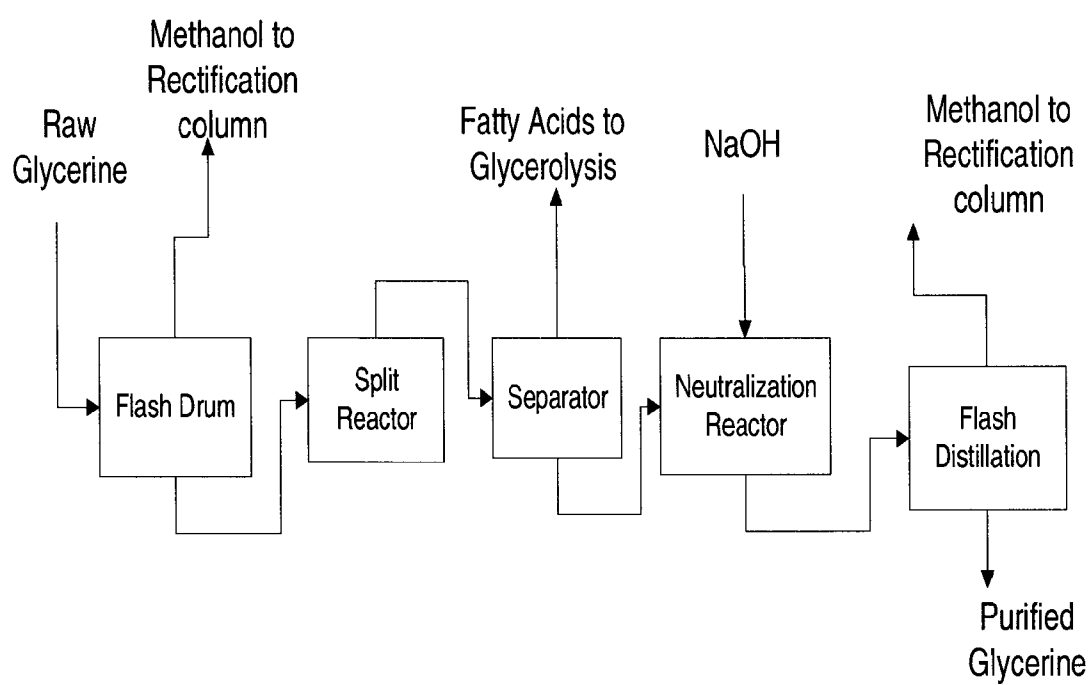 Methanol to
Rectification
column
Raw
Glycerine
Fatty Acids to
Glycerolysis
NaOH
Methanol to
Rectification
column
Flash Drum
Split
Reactor
Separator
Neutralization
Reactor
Flash
Distillation
Purified
Glycerine